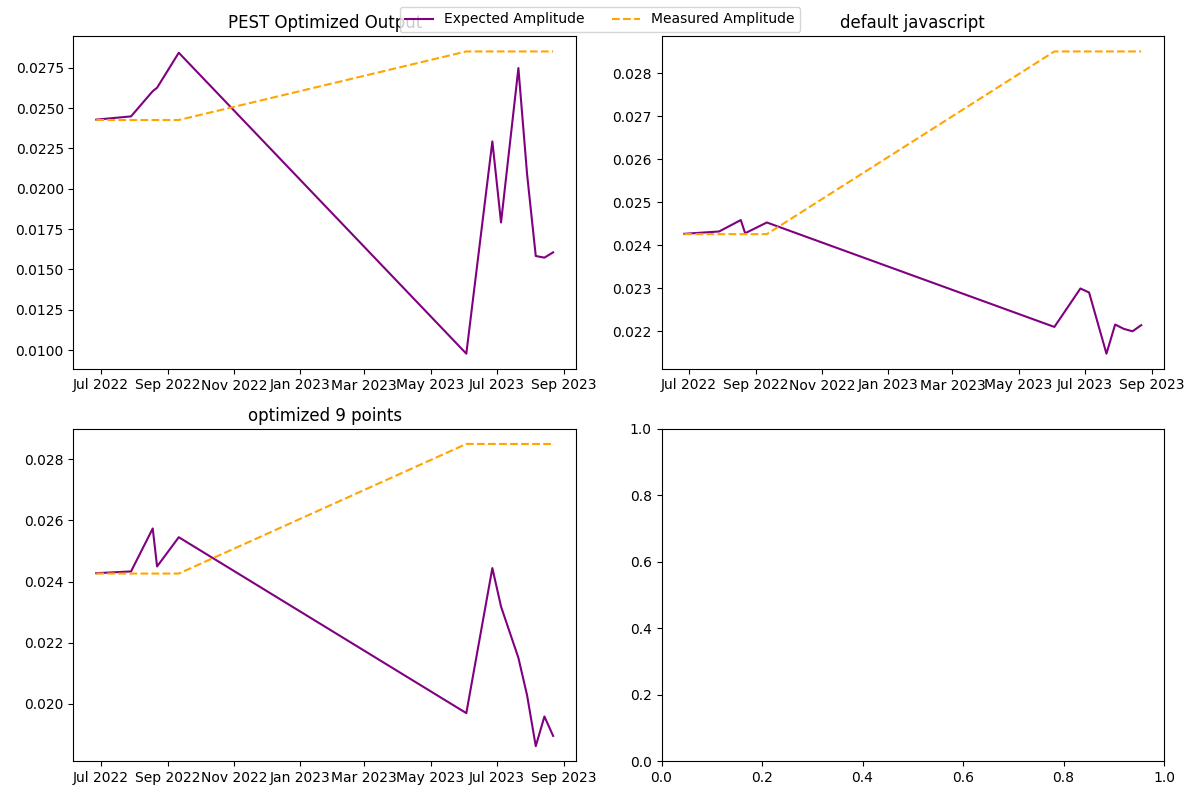 PEST Optimized Output
Expected Amplitude
Measured Amplitude
default javascript
0.0275
0.0250
0.0225
0.0200
0.0175
0.0150
0.0125
0.0100
Jul 2022 Sep 2022 Nov 2022 Jan 2023 Mar 2023 May 2023 Jul 2023 Sep 2023
0.028
0.027
0.026
0.025
0.024
0.023
0.022
Jul 2022 Sep 2022 Nov 2022 Jan 2023 Mar 2023 May 2023 Jul 2023 Sep 2023
optimized 9 points
0.028
0.026
0.024
0.022
0.020
Jul 2022 Sep 2022 Nov 2022 Jan 2023 Mar 2023 May 2023 Jul 2023 Sep 2023
1.0
0.8
0.6
0.4
0.2
0.0
0.0 0.2 0.4 0.6 0.8 1.0